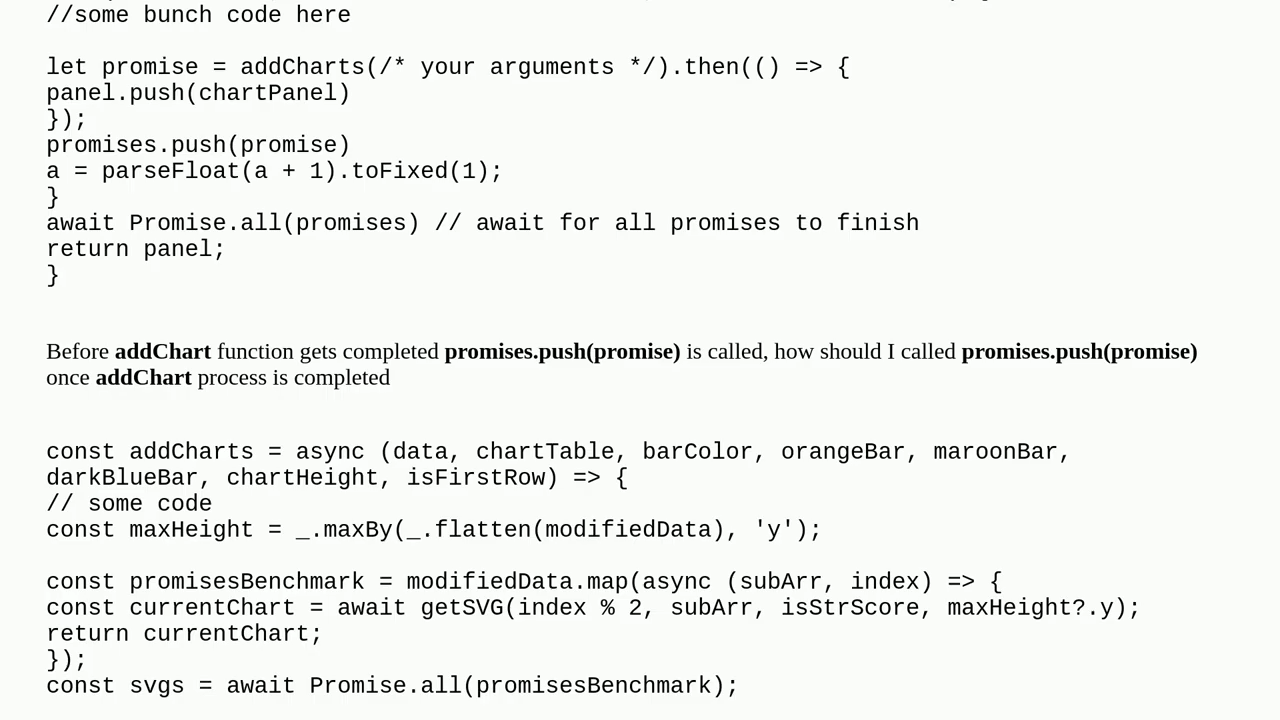 //some bunch code here
let promise = addCharts(/* your arguments */).then(() => {
panel.push(chartPanel)
});
promises.push(promise)
a = parseFloat(a + 1).toFixed(1);
}
await Promise.all(promises) // await for all promises to finish
return panel;
}
Before addChart function gets completed promises.push(promise) is called, how should I called promises.push(promise)
once addChart process is completed
const addCharts = async (data, chartTable, barColor, orangeBar, maroonBar,
darkBlueBar, chartHeight, isFirstRow) => {
// some code
const maxHeight = _.maxBy(_.flatten(modifiedData), 'y');
const promisesBenchmark = modifiedData.map(async (subArr, index) => {
const currentChart = await getSVG(index % 2, subArr, isStrScore, maxHeight?.y);
return currentChart;
});
const svgs = await Promise.all(promisesBenchmark);